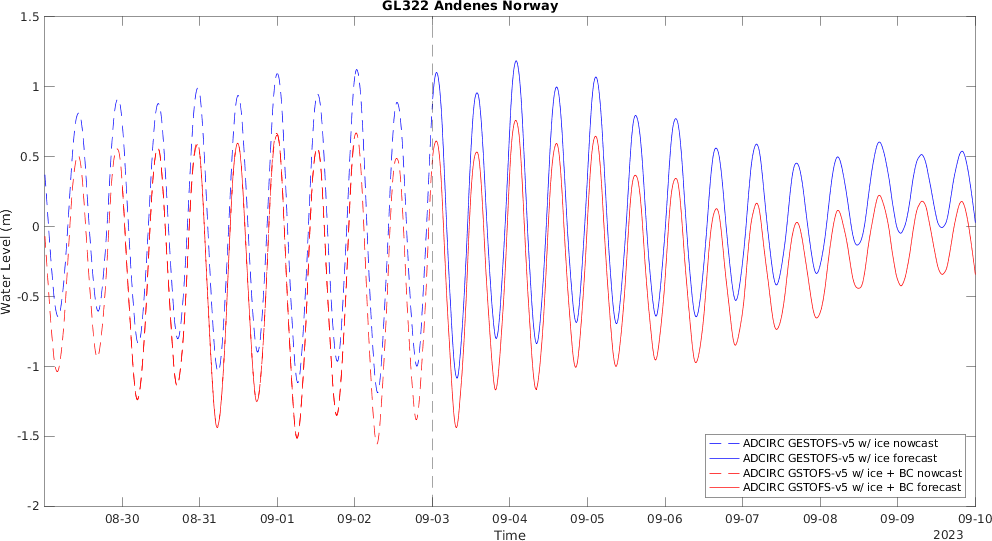 GL322 Andenes Norway
1.5
1
0.5
0
-0.5
-1
-1.5
-2
Water Level (m)
ADCIRC GESTOFS-v5 w/ ice nowcast
ADCIRC GESTOFS-v5 w/ ice forecast
ADCIRC GSTOFS-v5 w/ ice + BC nowcast
ADCIRC GSTOFS-v5 w/ ice + BC forecast
08-30 08-31 09-01 09-02 09-03 09-04 09-05 09-06 09-07 09-08 09-09 09-10
Time
2023